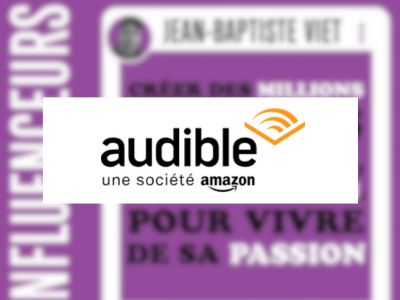 INFLUENCEURS
JEAN-BAPTISTE VIET
CRÉER DES MILLIONS
audible
une société amazon
POUR VIVRE
DE SA PASSION